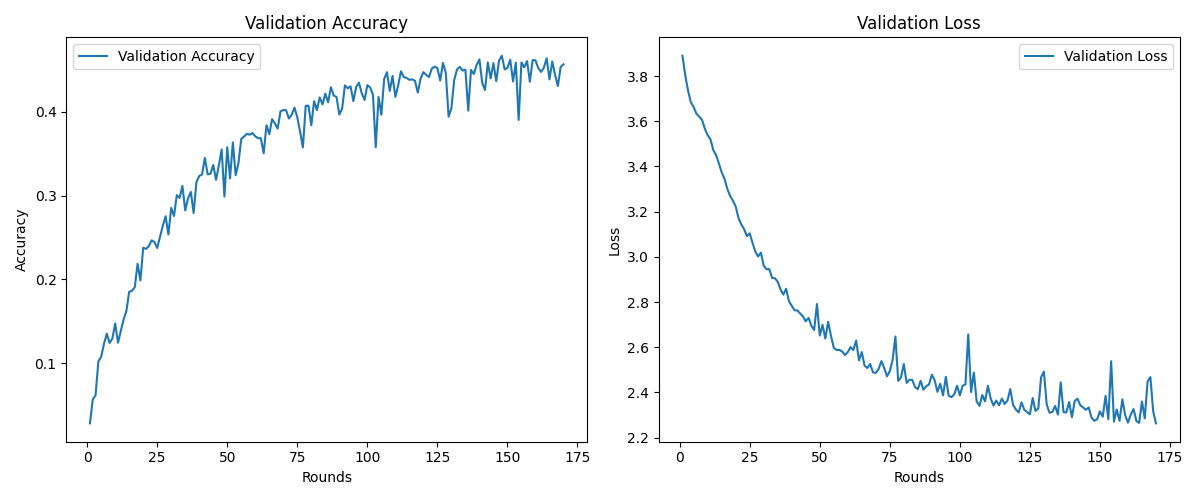 Validation Accuracy
Validation Accuracy
Accuracy
0.4
0.3
0.2
0.1
0 25 50 75 100 125 150 175
Rounds
Validation Loss
Validation Loss
Loss
3.8
3.6
3.4
3.2
3.0
2.8
2.6
2.4
2.2
0 25 50 75 100 125 150 175
Rounds